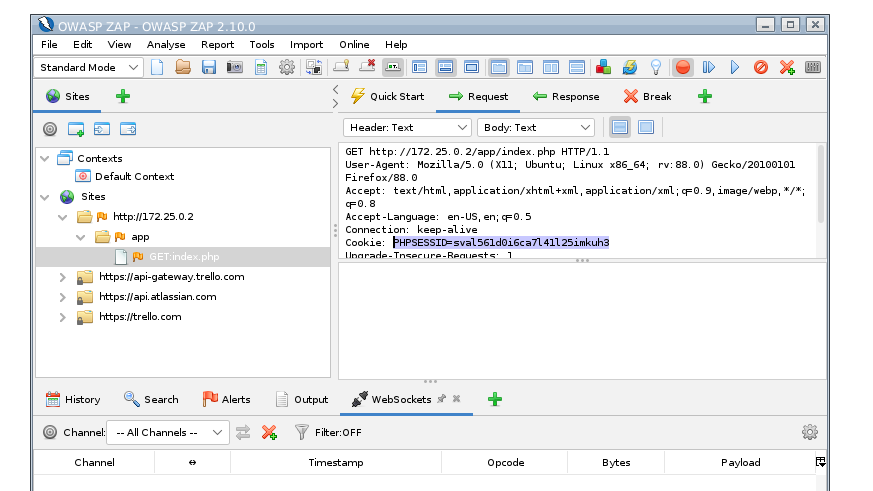 OWASP ZAP - OWASP ZAP 2.10.0
File Edit View Analyse Report Tools Import Online Help
Standard Mode
Sites Quick Start Request Response Break
Header: Text Body: Text
GET http://172.25.0.2/app/index.php HTTP/1.1
User-Agent: Mozilla/5.0 (X11; Ubuntu; Linux x86_64; rv:88.0) Gecko/20100101
Firefox/88.0
Accept: text/html,application/xhtml+xml,application/xml;q=0.9,image/webp,*/*;
q=0.8
Accept-Language: en-US,en;q=0.5
Connection: keep-alive
Cookie: PHPSESSID=sval561d0i6ca7l41l25imkuh3
Upgrade-Insecure-Requests: 1
Contexts
Default Context
Sites
http://172.25.0.2
app
GET:index.php
https://api-gateway.trello.com
https://api.atlassian.com
https://trello.com
History Search Alerts Output WebSockets
Channel: -- All Channels -- Filter:OFF
Channel Timestamp Opcode Bytes Payload